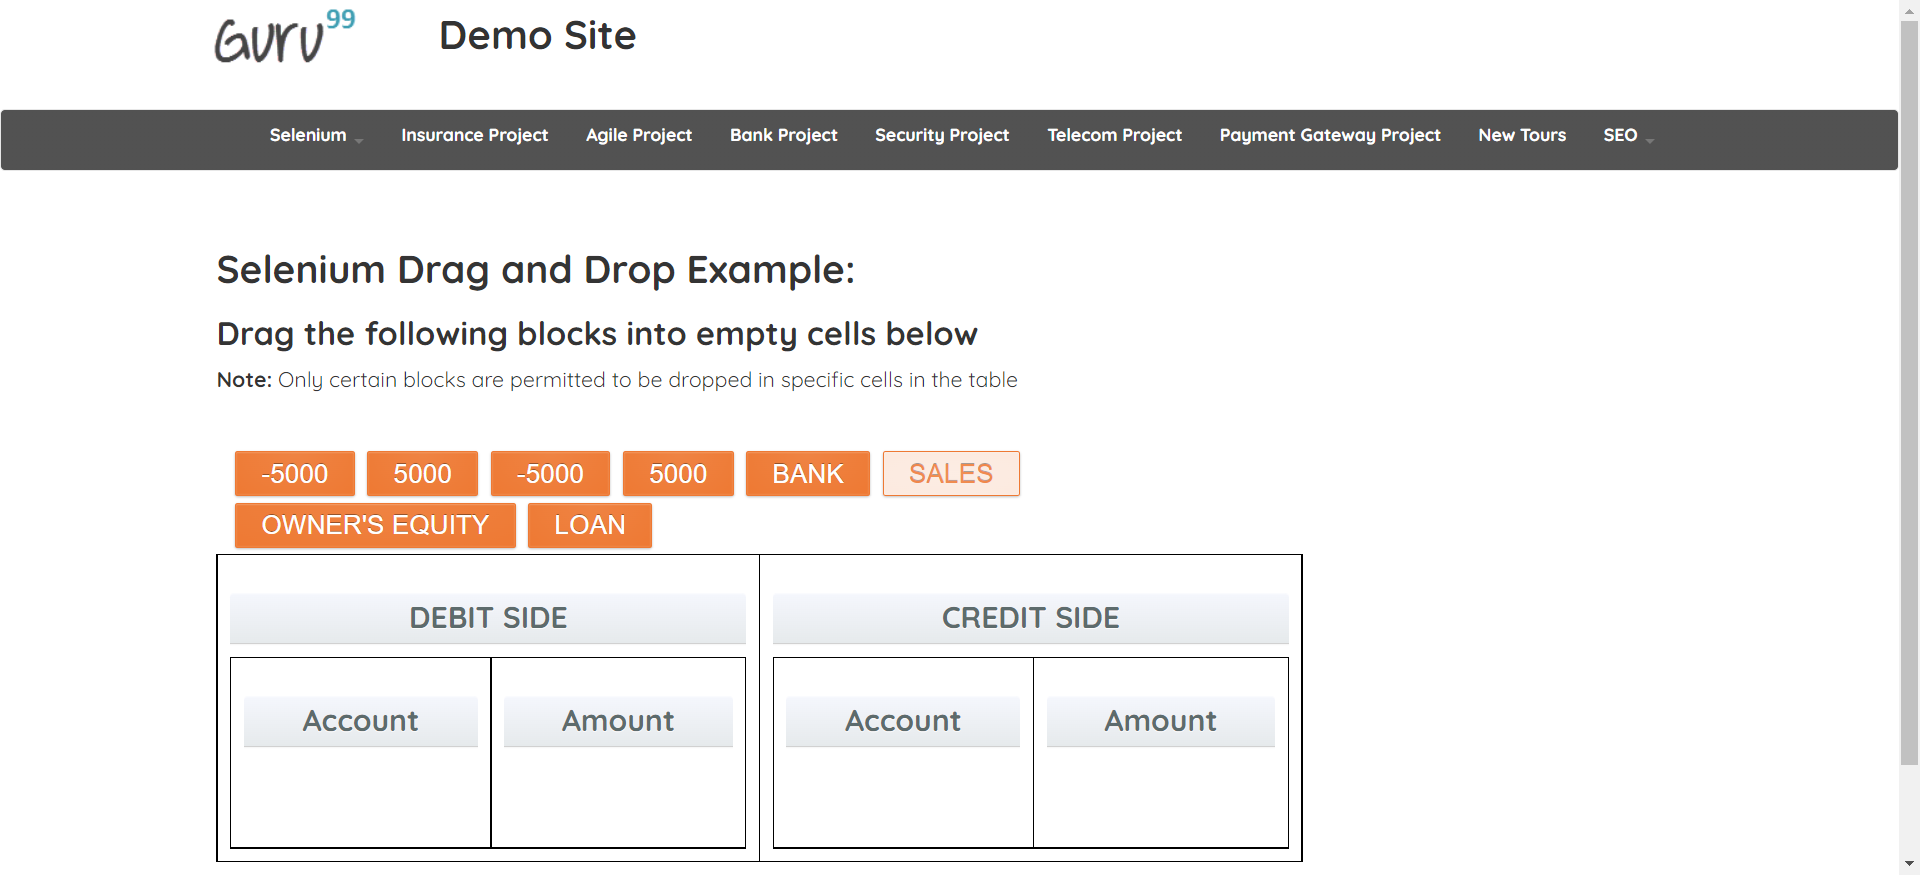 Guru99
Demo Site
Selenium Insurance Project Agile Project Bank Project Security Project Telecom Project Payment Gateway Project New Tours SEO
Selenium Drag and Drop Example:
Drag the following blocks into empty cells below
Note: Only certain blocks are permitted to be dropped in specific cells in the table
-5000 5000 -5000 5000 BANK SALES
OWNER'S EQUITY LOAN
DEBIT SIDE CREDIT SIDE
Account Amount Account Amount